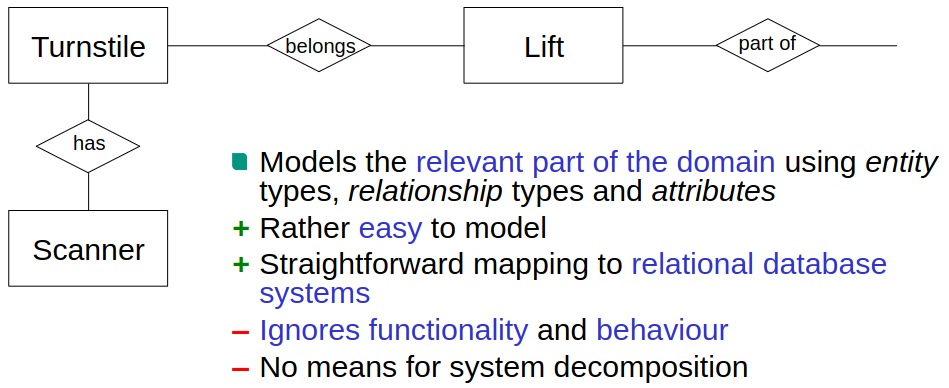 Turnstile
belongs
Lift
part of
has
Scanner
Models the relevant part of the domain using entity
types, relationship types and attributes
+ Rather easy to model
+ Straightforward mapping to relational database
systems
– Ignores functionality and behaviour
– No means for system decomposition